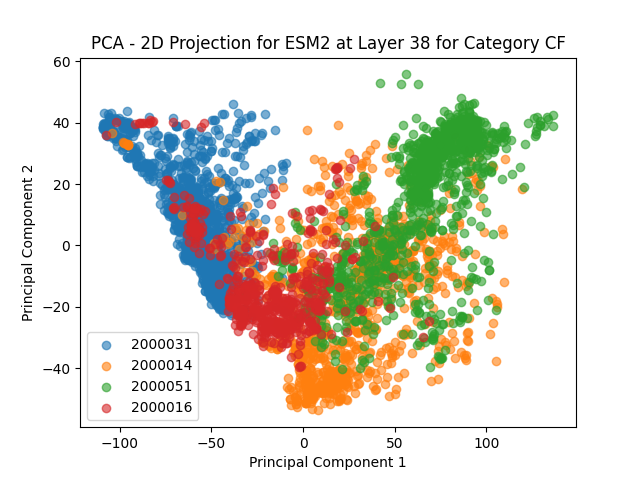 PCA - 2D Projection for ESM2 at Layer 38 for Category CF
60
40
20
0
−20
−40
Principal Component 2
2000031
2000014
2000051
2000016
−100 −50 0 50 100
Principal Component 1